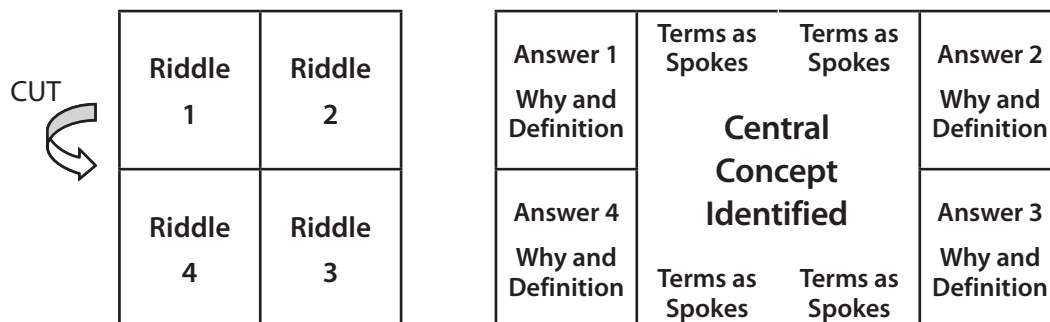 CUT
Riddle
1
Riddle
2
Riddle
4
Riddle
3
Answer 1
Why and
Definition
Terms as
Spokes
Terms as
Spokes
Answer 2
Why and
Definition
Central
Concept
Identified
Answer 4
Why and
Definition
Terms as
Spokes
Terms as
Spokes
Answer 3
Why and
Definition